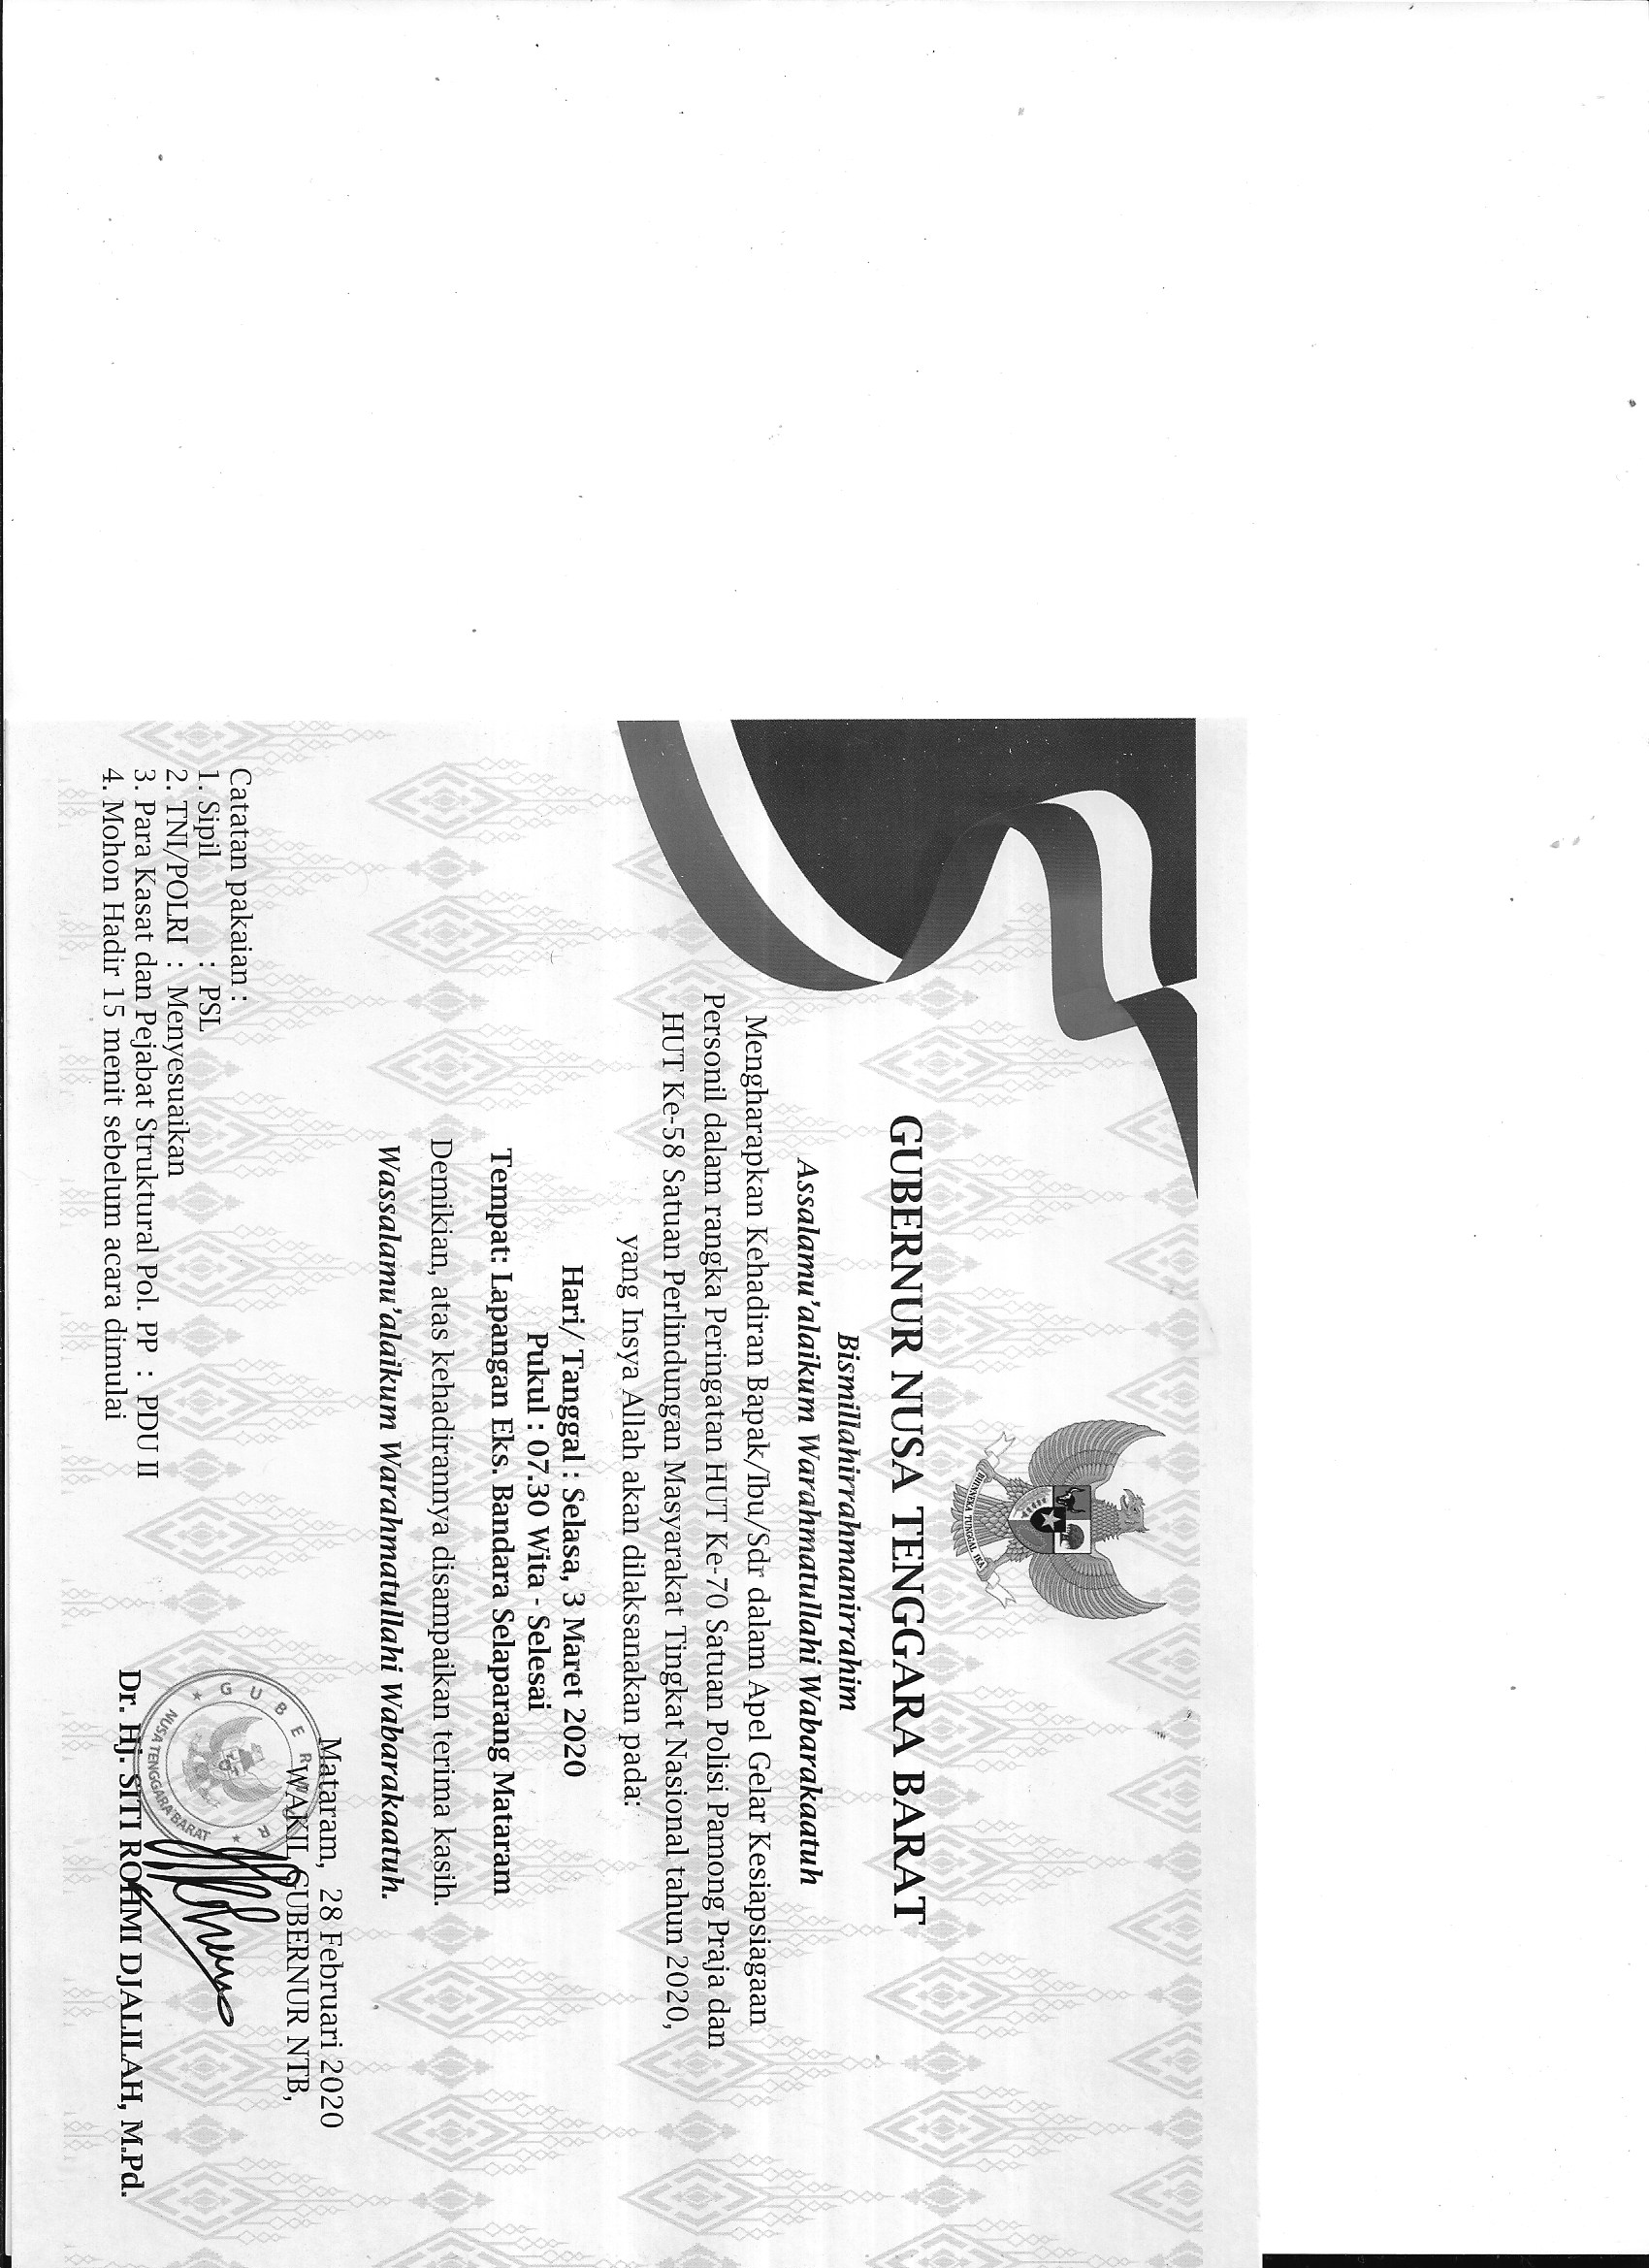 BHINNEKA TUNGGAL IKA
GUBERNUR NUSA TENGGARA BARAT
Bismillahirrahmanirrahim
Assalamu'alaikum Warahmatullahi Wabarakaatuh
Mengharapkan Kehadiran Bapak/Ibu/Sdr dalam Apel Gelar Kesiapsiagaan
Personil dalam rangka Peringatan HUT Ke-70 Satuan Polisi Pamong Praja dan
HUT Ke-58 Satuan Perlindungan Masyarakat Tingkat Nasional tahun 2020,
yang Insya Allah akan dilaksanakan pada:
Hari/ Tanggal : Selasa, 3 Maret 2020
Pukul : 07.30 Wita - Selesai
Tempat: Lapangan Eks. Bandara Selaparang Mataram
Demikian, atas kehadirannya disampaikan terima kasih.
Wassalamu'alaikum Warahmatullahi Wabarakaatuh.
Mataram, 28 Februari 2020
WAKIL GUBERNUR NTB,
GUBERNUR
NUSA TENGGARA BARAT
Dr. Hj. SITI ROHMI DJALILAH, M.Pd.
Catatan pakaian :
1. Sipil : PSL
2. TNI/POLRI : Menyesuaikan
3. Para Kasat dan Pejabat Struktural Pol. PP : PDU II
4. Mohon Hadir 15 menit sebelum acara dimulai